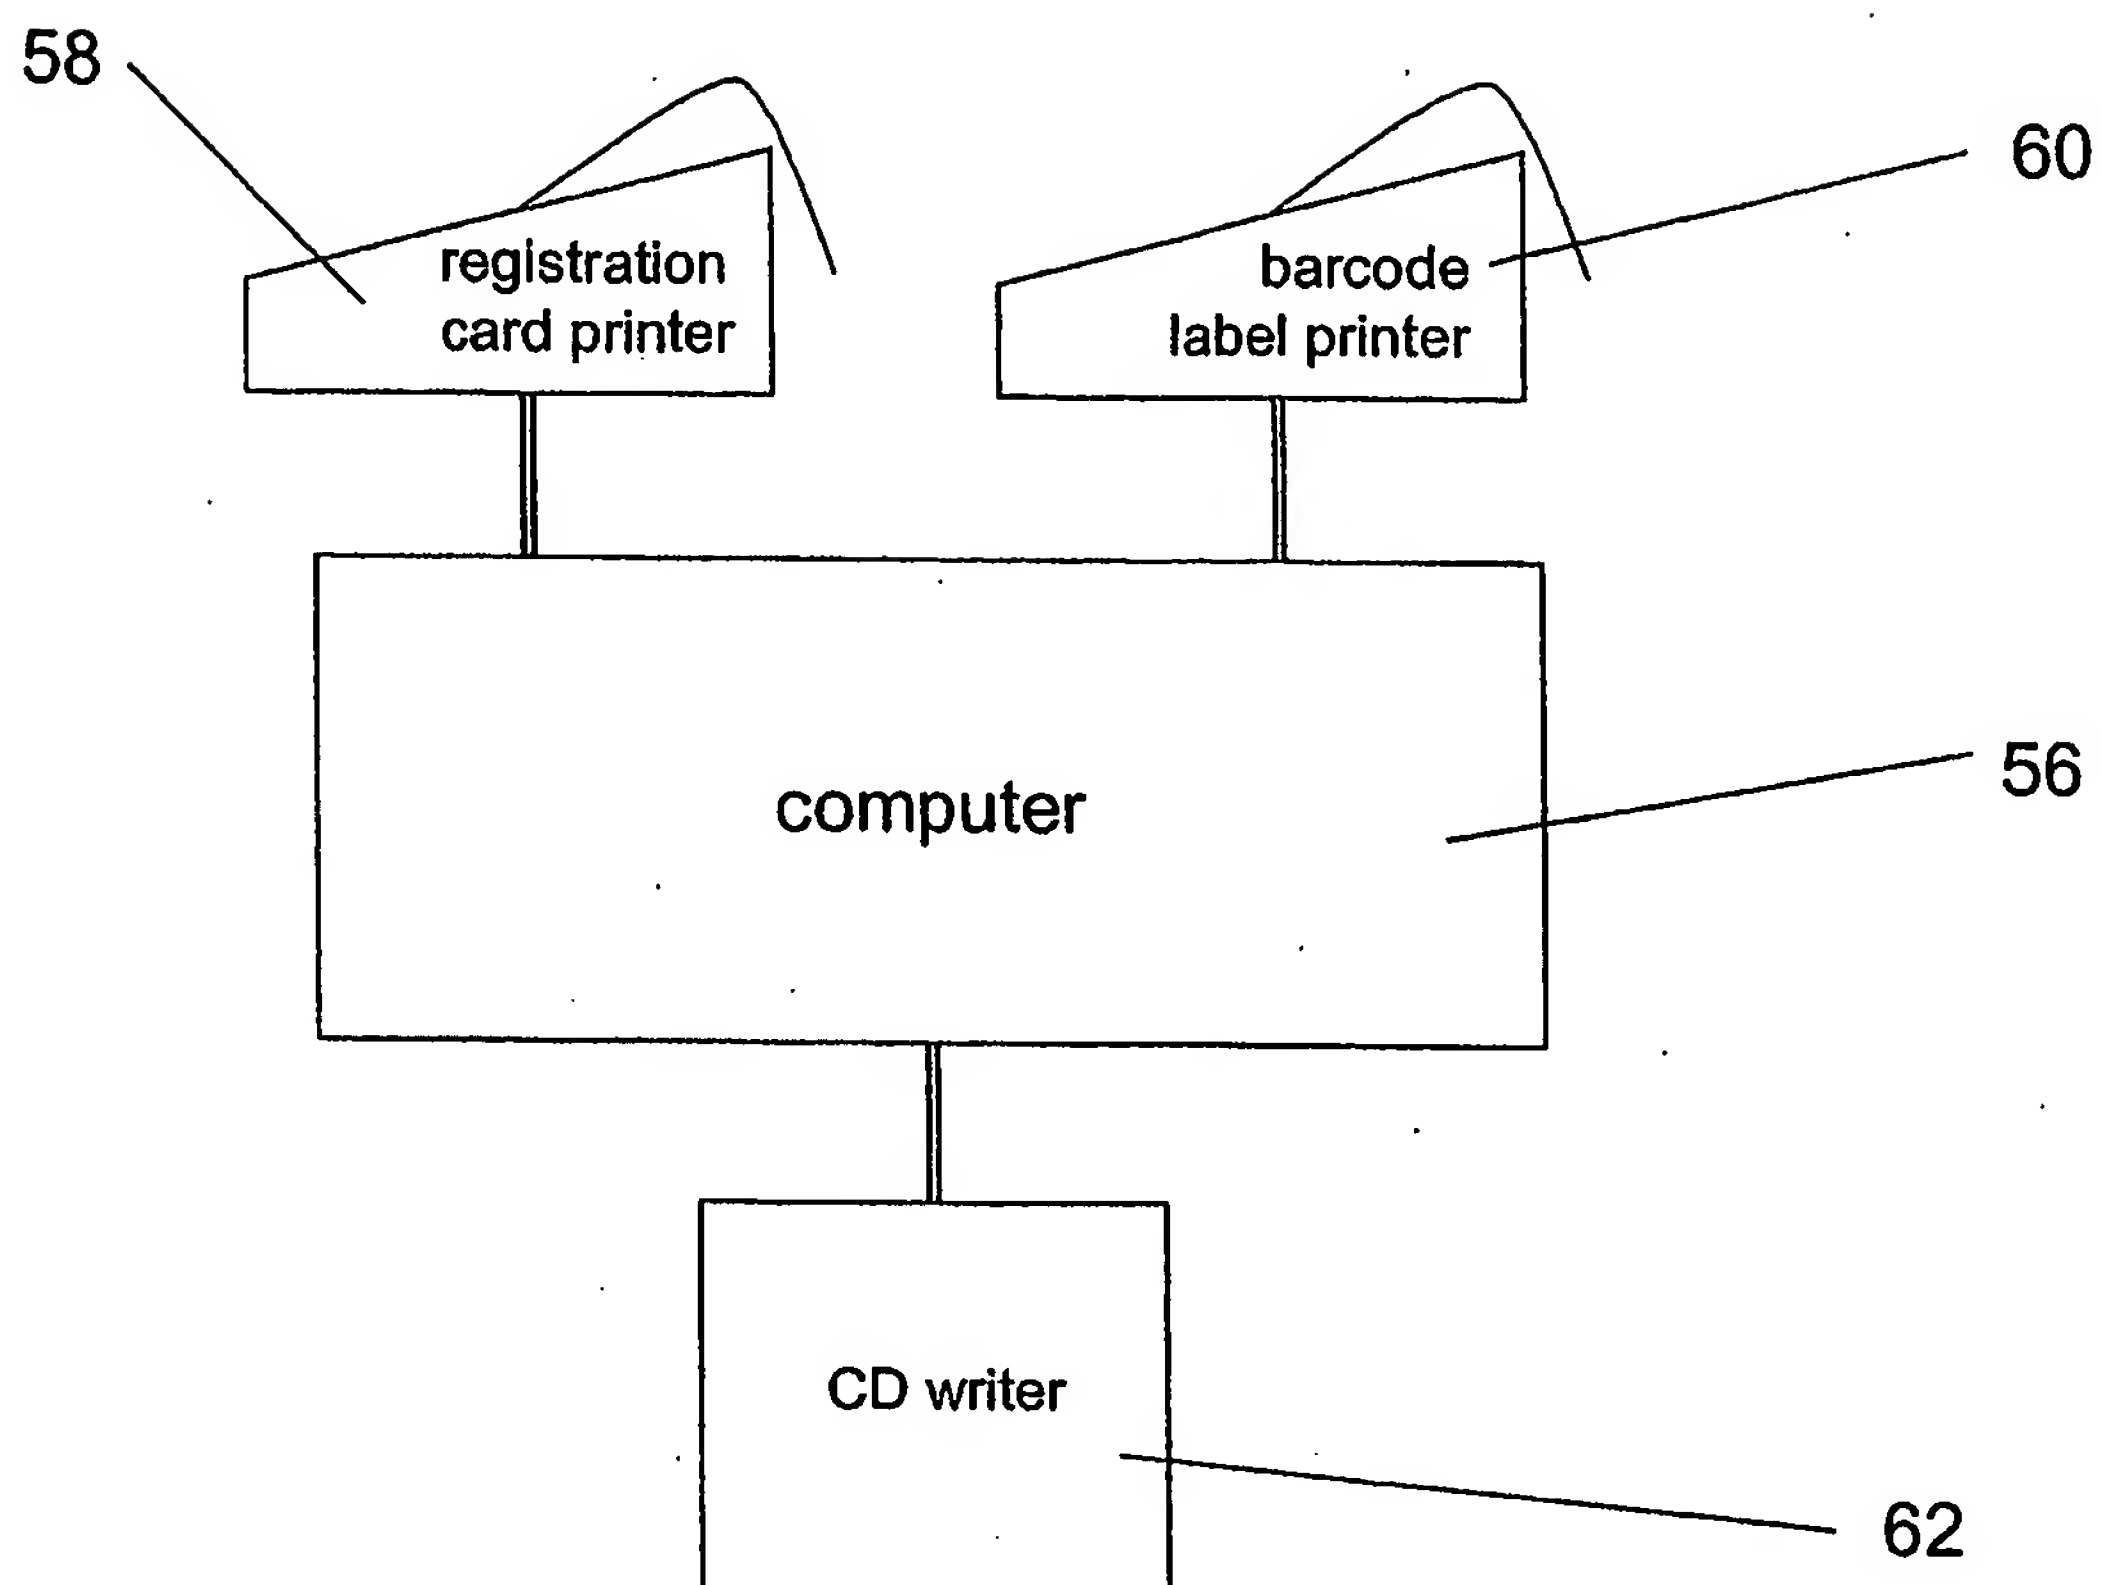 58
60
registration
card printer
barcode
label printer
computer
56
CD writer
62